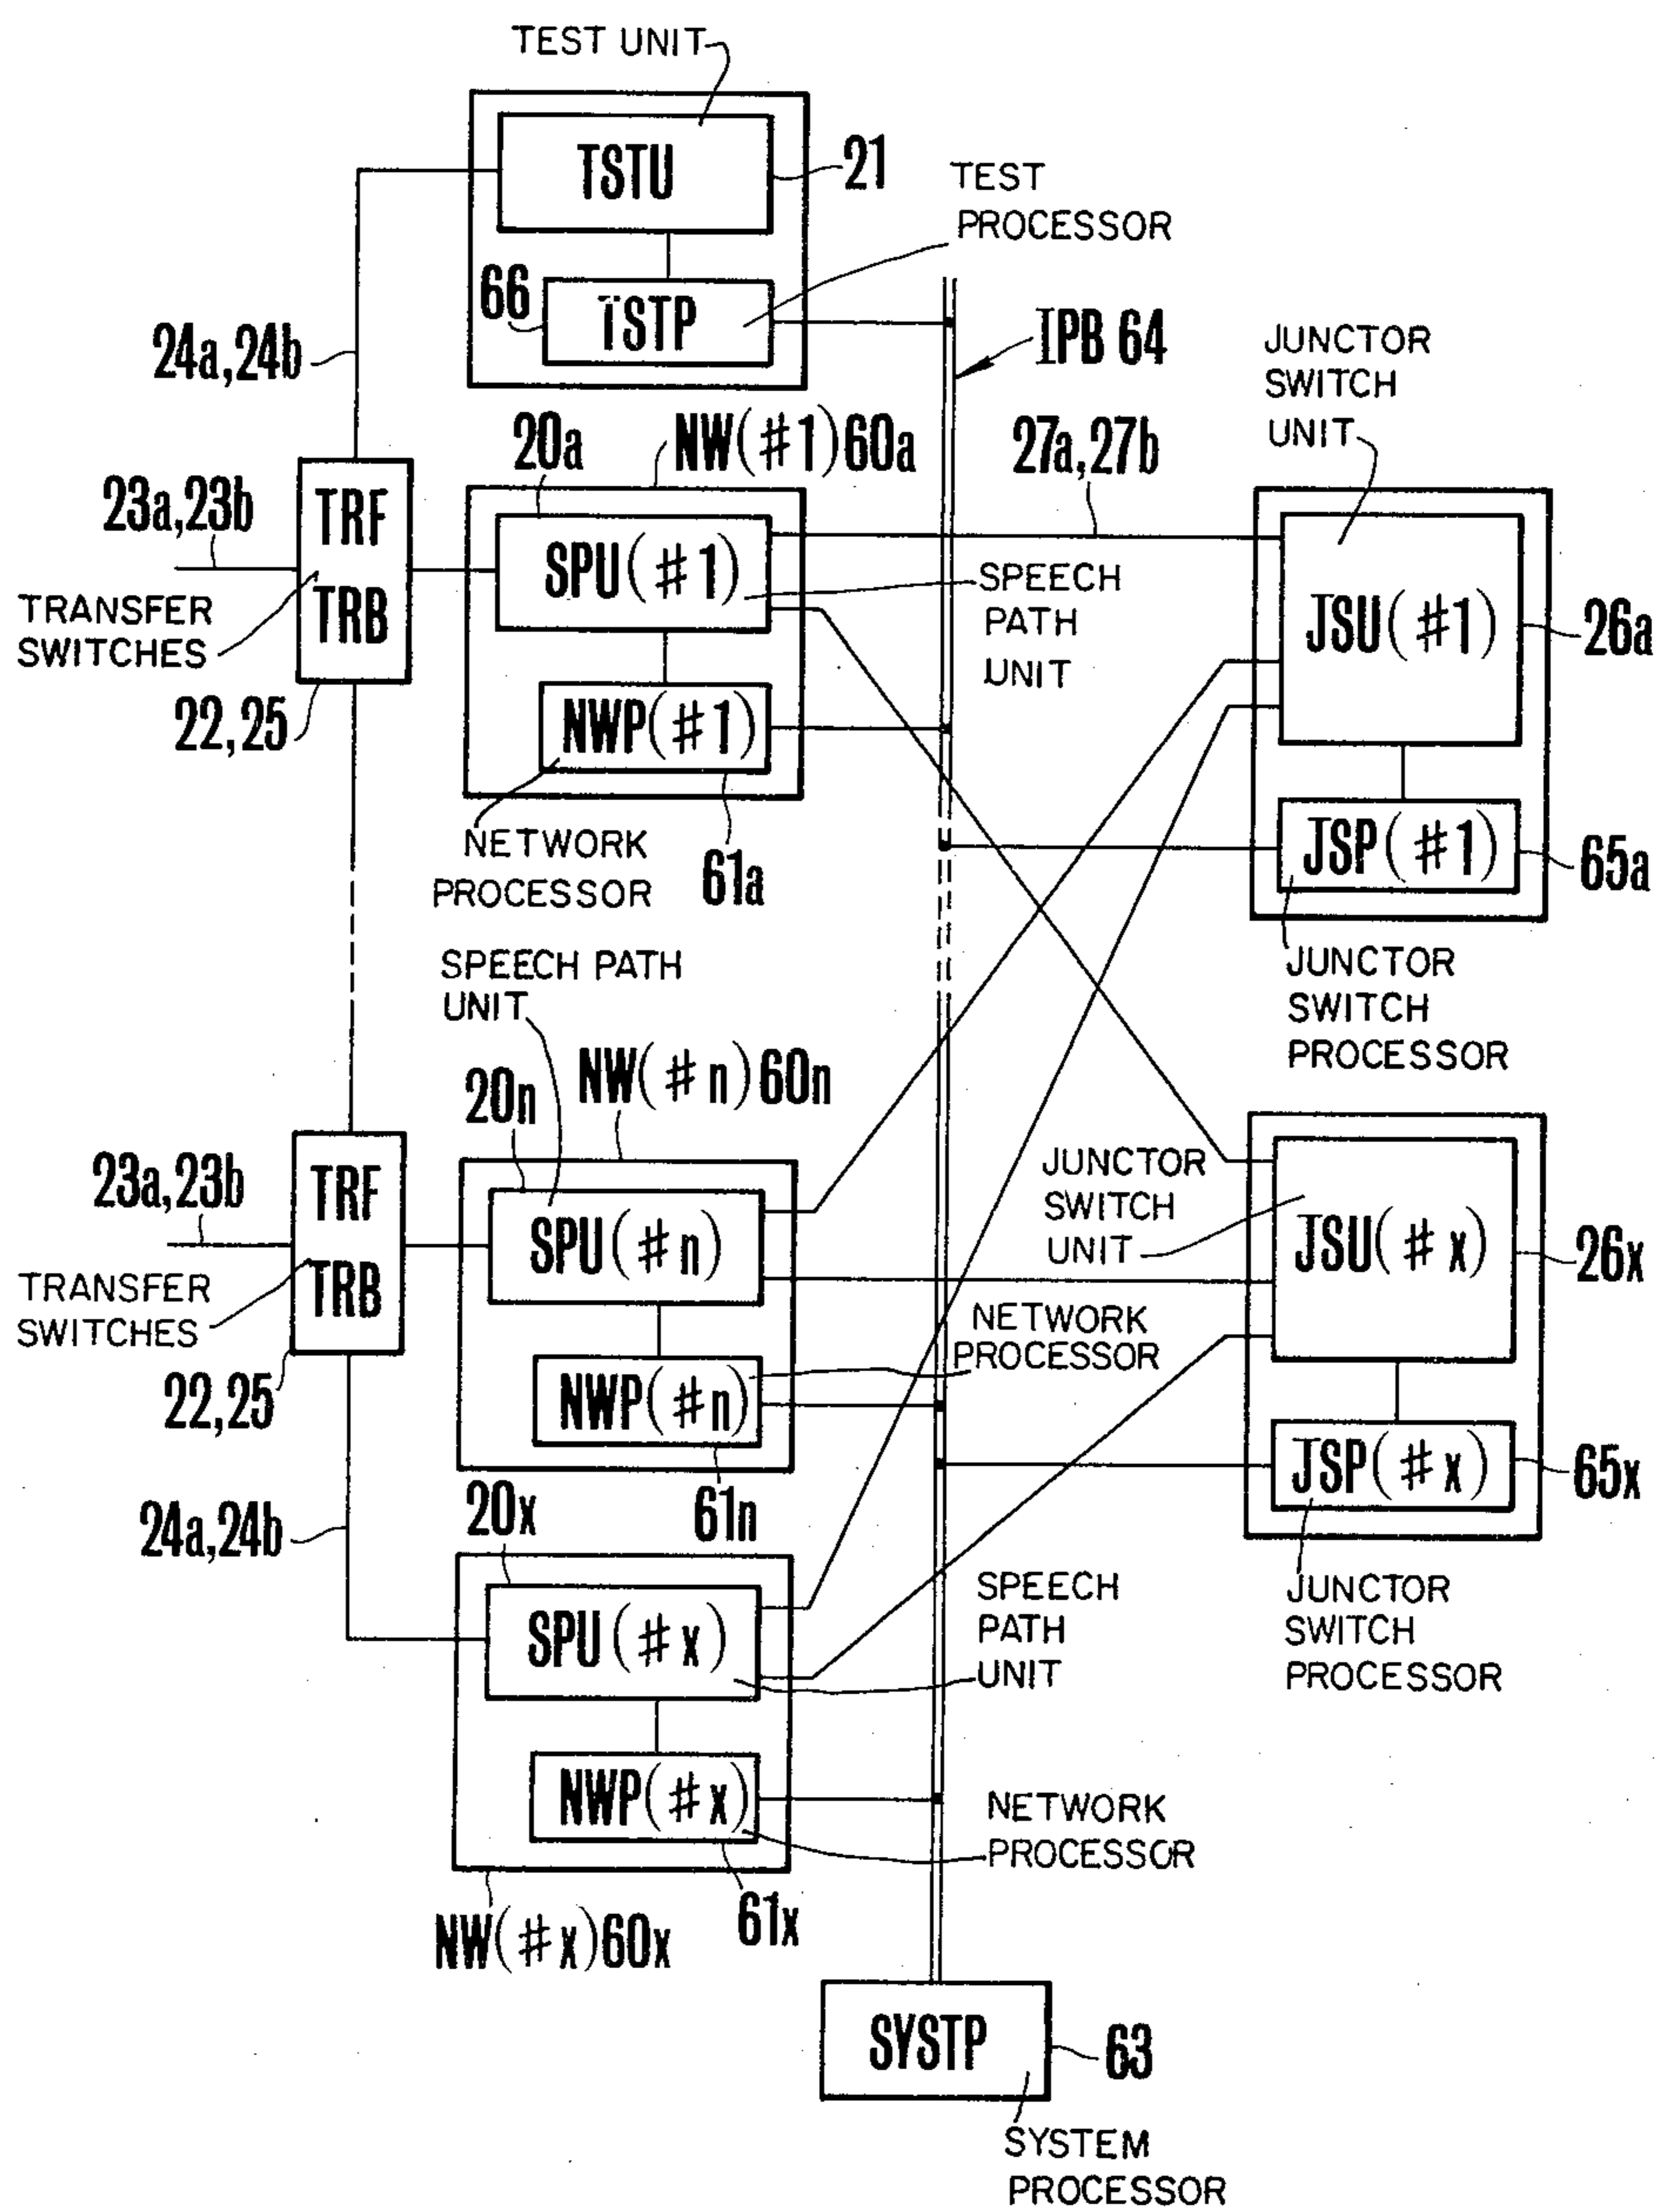 TEST UNIT
TSTU
21
TEST
PROCESSOR
66
TSTP
24a,24b
IPB 64
JUNCTOR
SWITCH
UNIT
20a
NW(#1)60a
27a,27b
23a,23b
TRF
TRB
SPU(#1)
SPEECH
PATH
UNIT
JSU(#1)
26a
TRANSFER
SWITCHES
22,25
NWP(#1)
NETWORK
PROCESSOR
61a
JSP(#1)
65a
SPEECH PATH
UNIT
JUNCTOR
SWITCH
PROCESSOR
20n
NW(#n)60n
23a,23b
TRF
TRB
SPU(#n)
JUNCTOR
SWITCH
UNIT
JSU(#x)
26x
TRANSFER
SWITCHES
22,25
NETWORK
PROCESSOR
NWP(#n)
61n
JSP(#x)
65x
24a,24b
20x
SPU(#x)
SPEECH
PATH
UNIT
JUNCTOR
SWITCH
PROCESSOR
NWP(#x)
NETWORK
PROCESSOR
61x
NW(#x)60x
SYSTP
63
SYSTEM
PROCESSOR